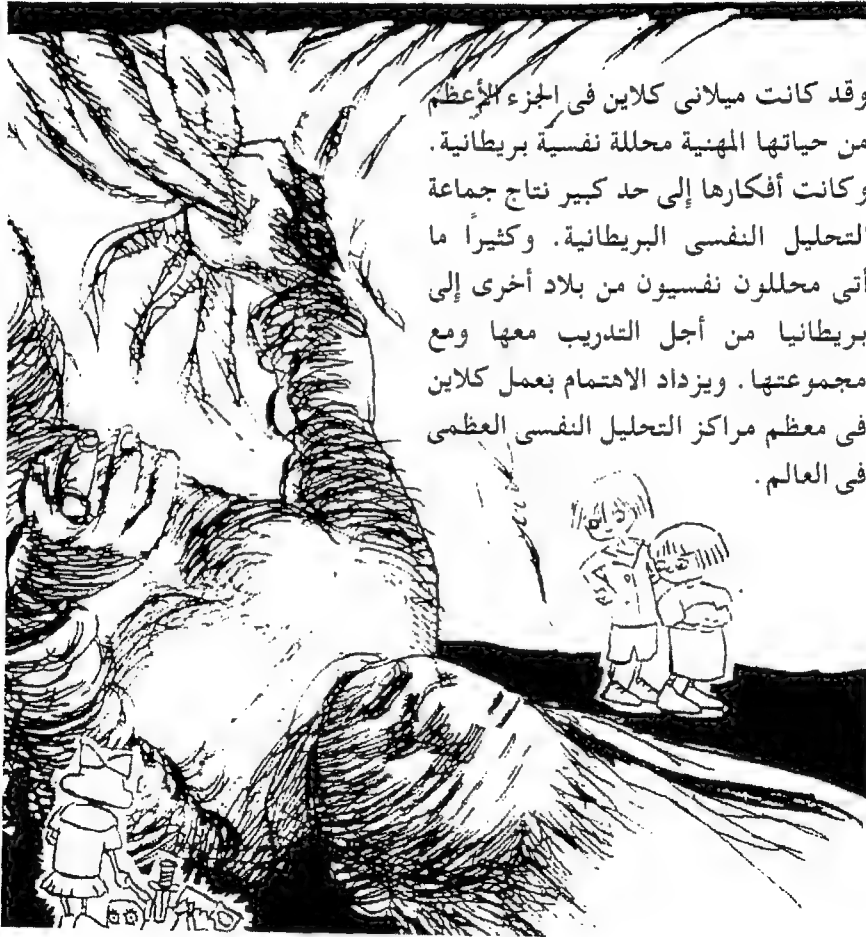 وقد كانت ميلانى كلاين فى الجزء الأعظم
من حياتها المهنية محللة نفسية بريطانية.
وكانت أفكارها إلى حد كبير نتاج جماعة
التحليل النفسى البريطانية. وكثيراً ما
أتى محللون نفسيون من بلاد أخرى إلى
بريطانيا من أجل التدريب معها ومع
مجموعتها. ويزداد الاهتمام بعمل كلاين
فى معظم مراكز التحليل النفسى العظمى
فى العالم.